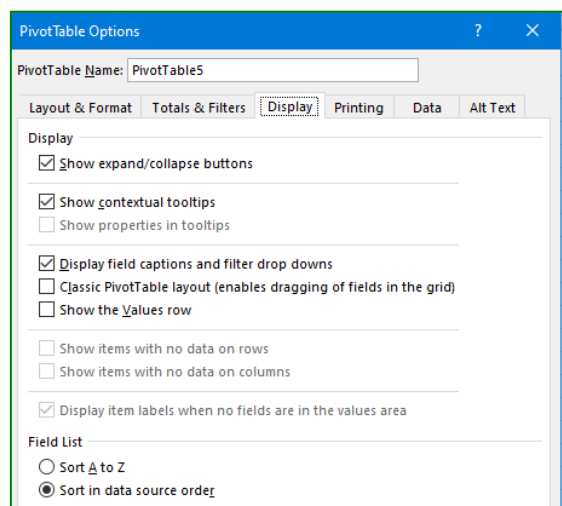 PivotTable Options ? ×
PivotTable Name: PivotTable5
Layout & Format Totals & Filters Display Printing Data Alt Text
Display
Show expand/collapse buttons
Show contextual tooltips
Show properties in tooltips
Display field captions and filter drop downs
Classic PivotTable layout (enables dragging of fields in the grid)
Show the Values row
Show items with no data on rows
Show items with no data on columns
Display item labels when no fields are in the values area
Field List
Sort A to Z
Sort in data source order